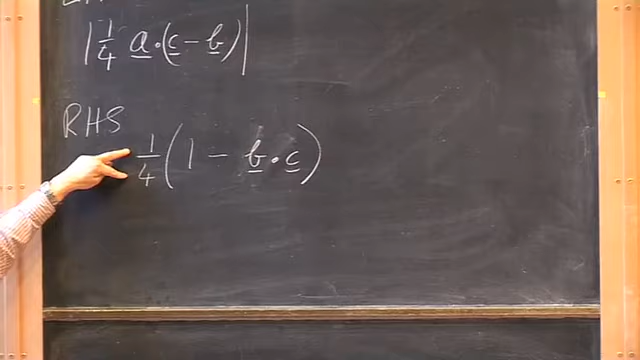 |1/4 a·(c-b)|
RHS
1/4(1 - b·c)